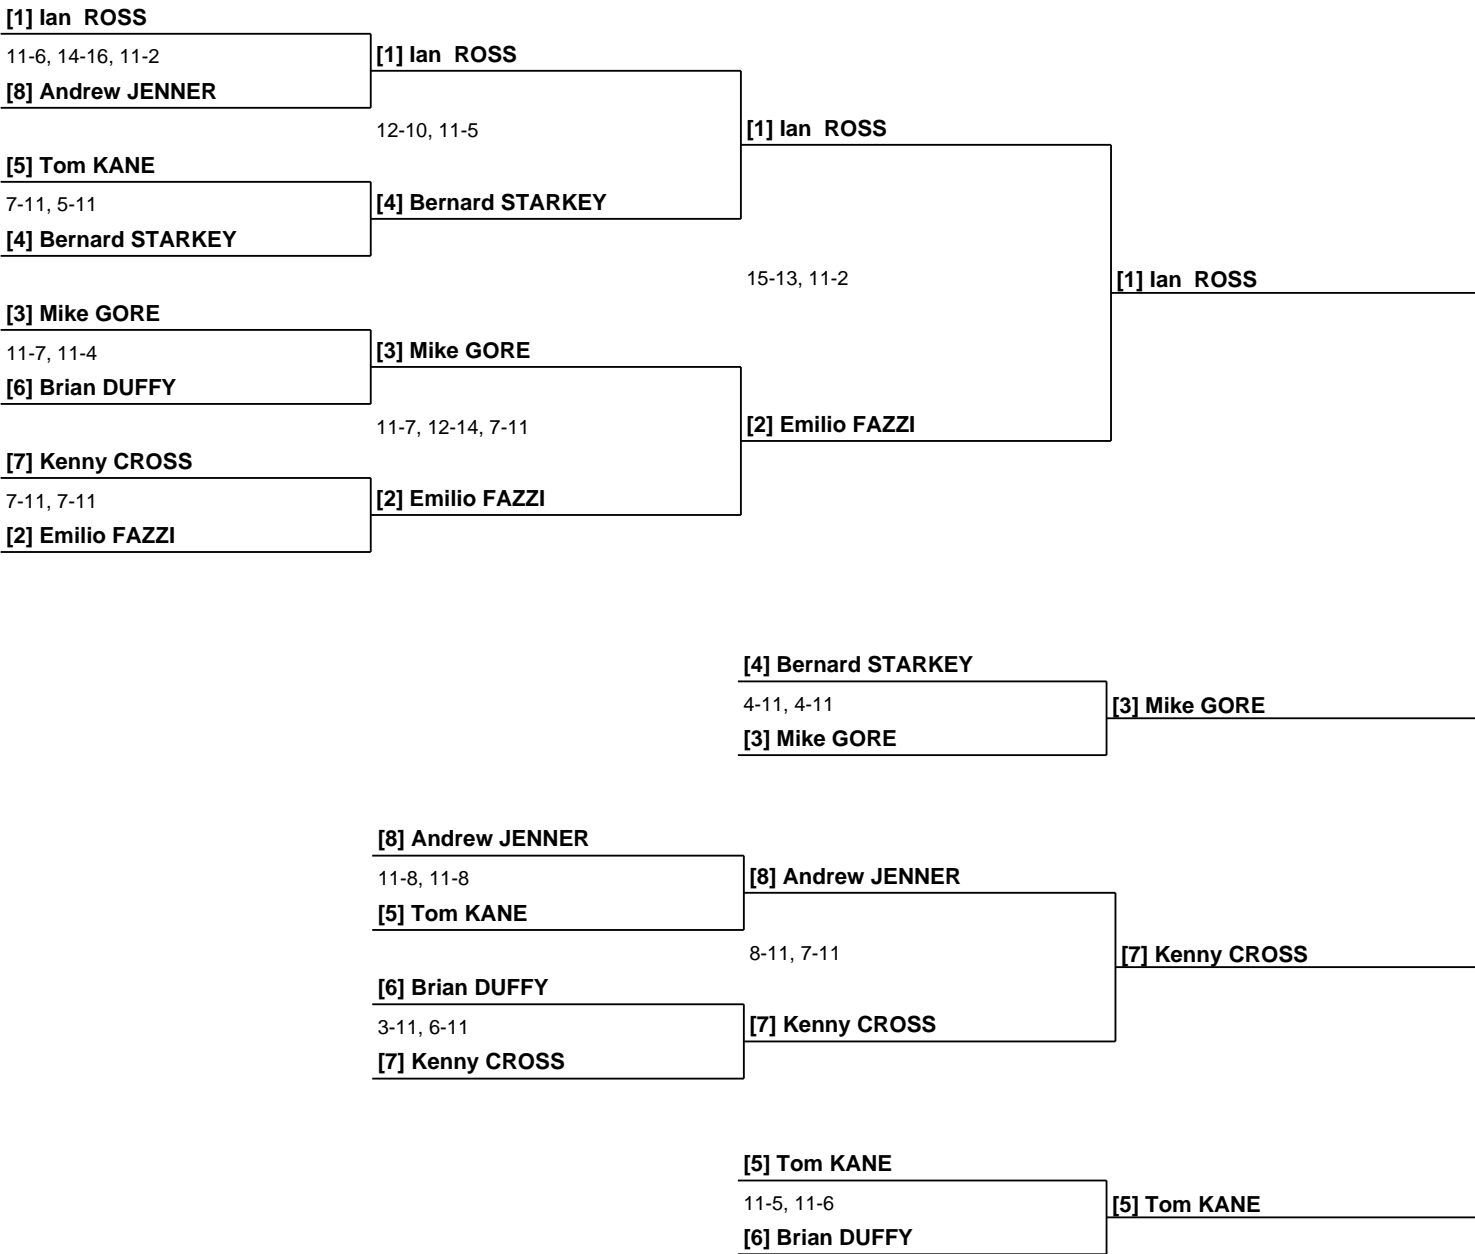 [1] Ian  ROSS
11-6, 14-16, 11-2
[1] Ian  ROSS
[8] Andrew JENNER
12-10, 11-5
[1] Ian  ROSS
[5] Tom KANE
7-11, 5-11
[4] Bernard STARKEY
[4] Bernard STARKEY
15-13, 11-2
[1] Ian  ROSS
[3] Mike GORE
11-7, 11-4
[3] Mike GORE
[6] Brian DUFFY
11-7, 12-14, 7-11
[2] Emilio FAZZI
[7] Kenny CROSS
7-11, 7-11
[2] Emilio FAZZI
[2] Emilio FAZZI
[4] Bernard STARKEY
4-11, 4-11
[3] Mike GORE
[3] Mike GORE
[8] Andrew JENNER
11-8, 11-8
[8] Andrew JENNER
[5] Tom KANE
8-11, 7-11
[7] Kenny CROSS
[6] Brian DUFFY
3-11, 6-11
[7] Kenny CROSS
[7] Kenny CROSS
[5] Tom KANE
11-5, 11-6
[5] Tom KANE
[6] Brian DUFFY